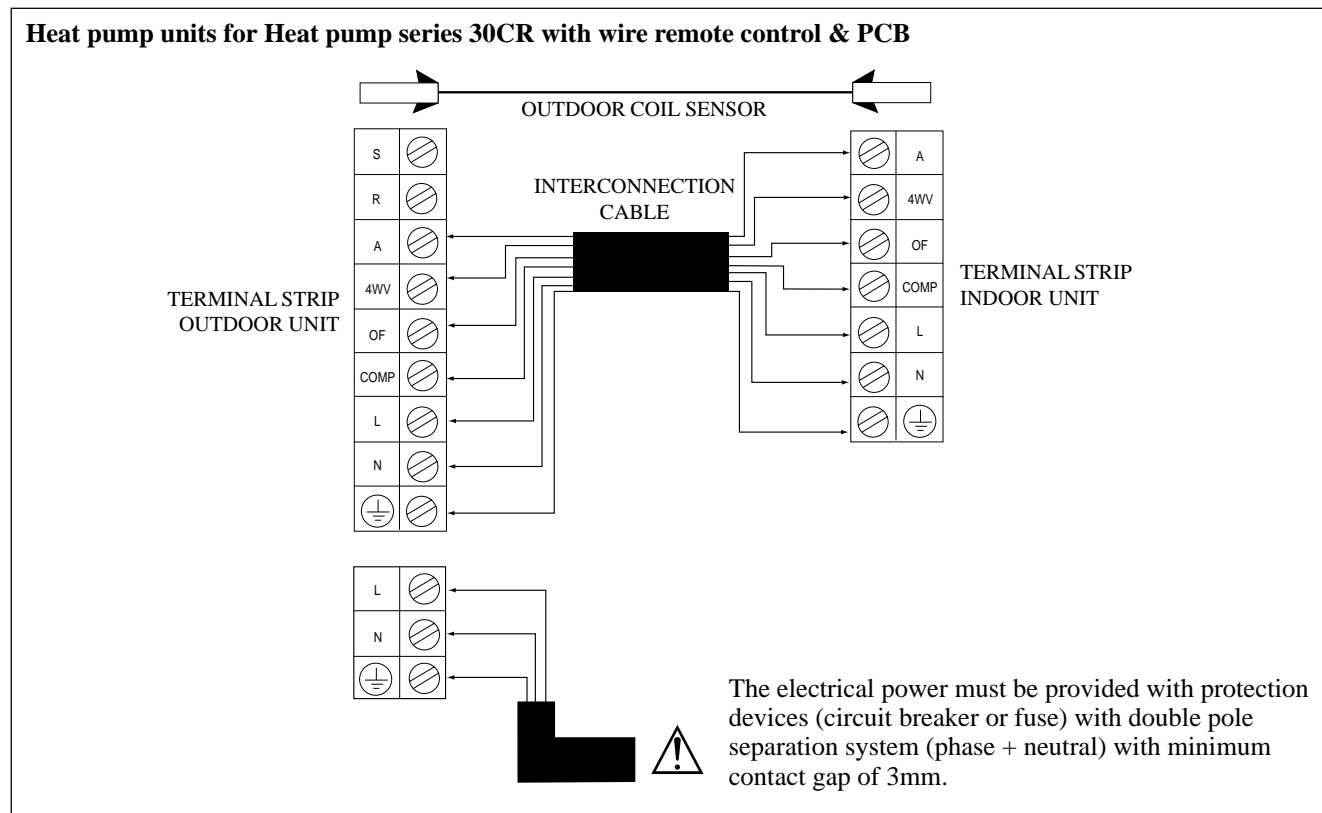 Heat pump units for Heat pump series 30CR with wire remote control & PCB
OUTDOOR COIL SENSOR
INTERCONNECTION
CABLE
TERMINAL STRIP
OUTDOOR UNIT
S
R
A
4WV
OF
COMP
L
N
A
4WV
OF
COMP
L
N
TERMINAL STRIP
INDOOR UNIT
L
N
The electrical power must be provided with protection
devices (circuit breaker or fuse) with double pole
separation system (phase + neutral) with minimum
contact gap of 3mm.